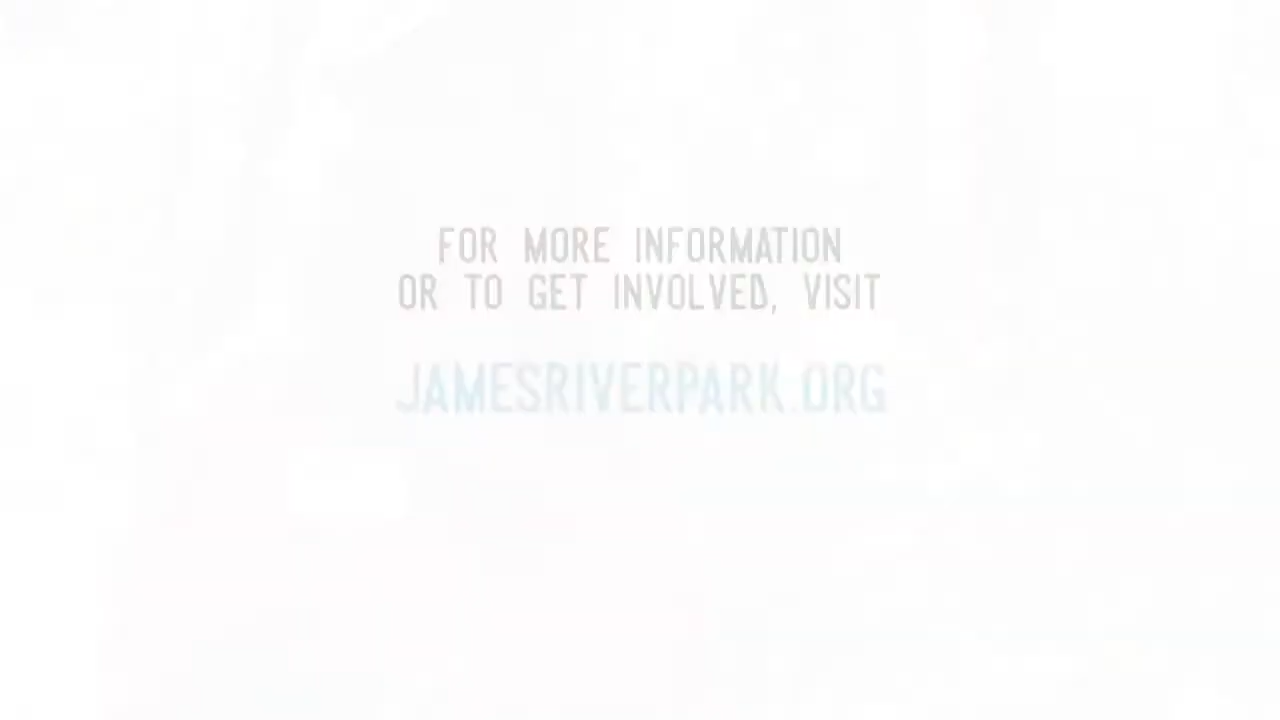 FOR MORE INFORMATION
OR TO GET INVOLVED, VISIT
JAMESRIVERPARK.ORG